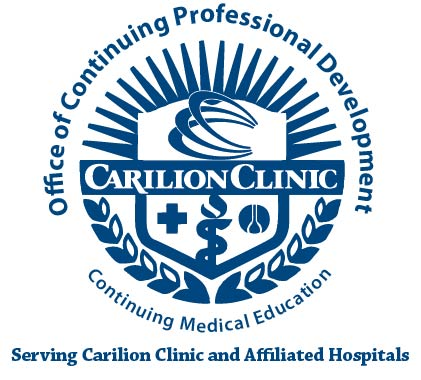 Office of Continuing Professional Development
CARILION CLINIC
Continuing Medical Education
Serving Carilion Clinic and Affiliated Hospitals